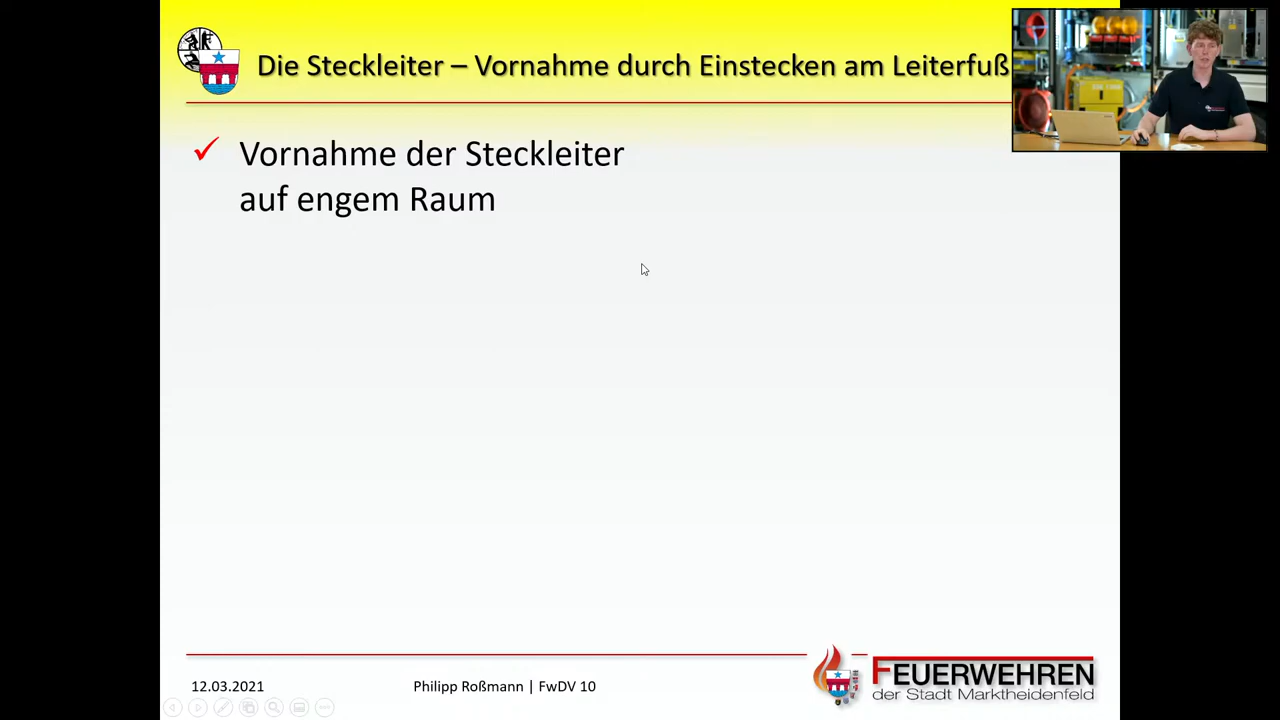 Die Steckleiter – Vornahme durch Einstecken am Leiterfuß
Vornahme der Steckleiter
auf engem Raum
12.03.2021
Philipp Roßmann | FwDV 10
FEUERWEHREN
der Stadt Marktheidenfeld